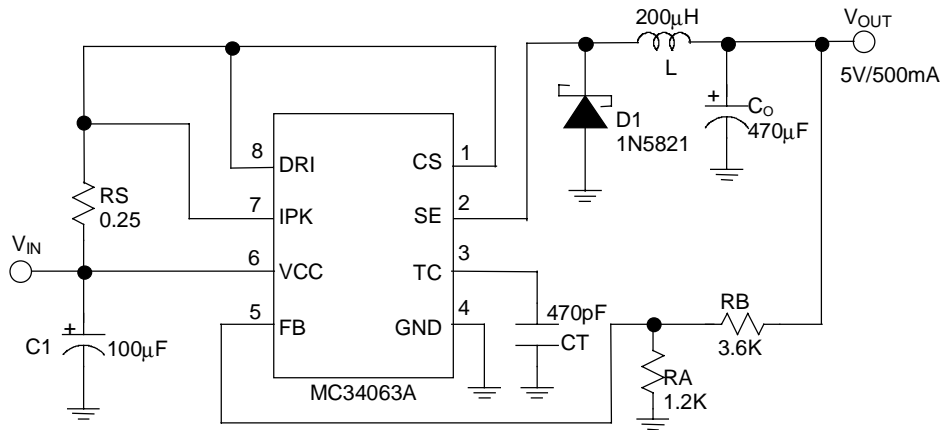 200μH
VOUT
L
5V/500mA
D1
1N5821
CO
470μF
8
DRI
CS
1
RS
0.25
7
IPK
SE
2
VIN
6
VCC
TC
3
5
FB
GND
4
470pF
CT
RB
3.6K
C1
100μF
RA
1.2K
MC34063A
+
+